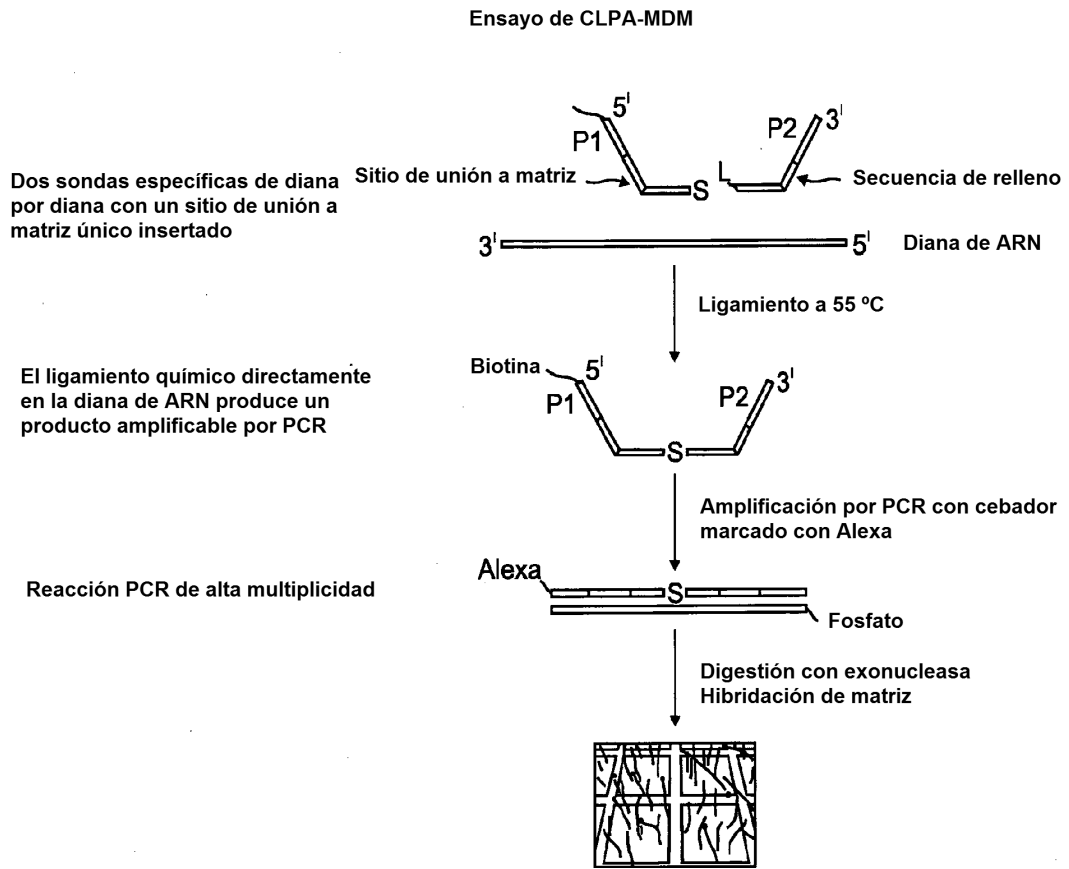 Ensayo de CLPA-MDM
5'
P1
P2
3'
Dos sondas específicas de diana
por diana con un sitio de unión a
matriz único insertado
Sitio de unión a matriz
S
L
Secuencia de relleno
3'
5'
Diana de ARN
Ligamiento a 55 ºC
El ligamiento químico directamente
en la diana de ARN produce un
producto amplificable por PCR
Biotina
5'
P1
P2
3'
S
Amplificación por PCR con cebador
marcado con Alexa
Reacción PCR de alta multiplicidad
Alexa
S
Fosfato
Digestión con exonucleasa
Hibridación de matriz